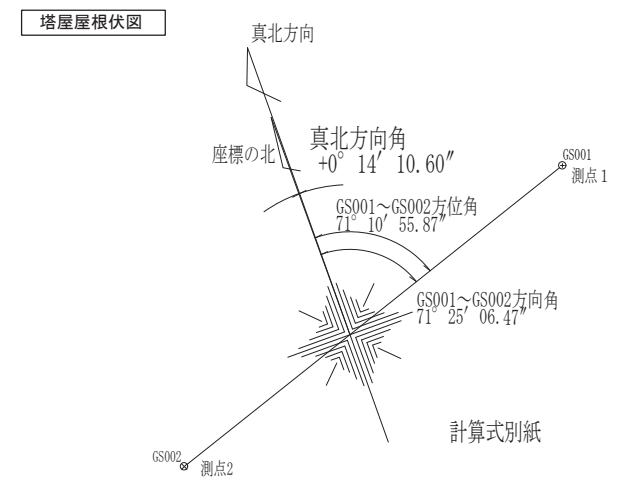 塔屋屋根伏図
真北方向
真北方向角
+0° 14′ 10.60″
座標の北
GS001
測点1
GS001～GS002方位角
71° 10′ 55.87″
GS001～GS002方向角
71° 25′ 06.47″
計算式別紙
GS002
測点2